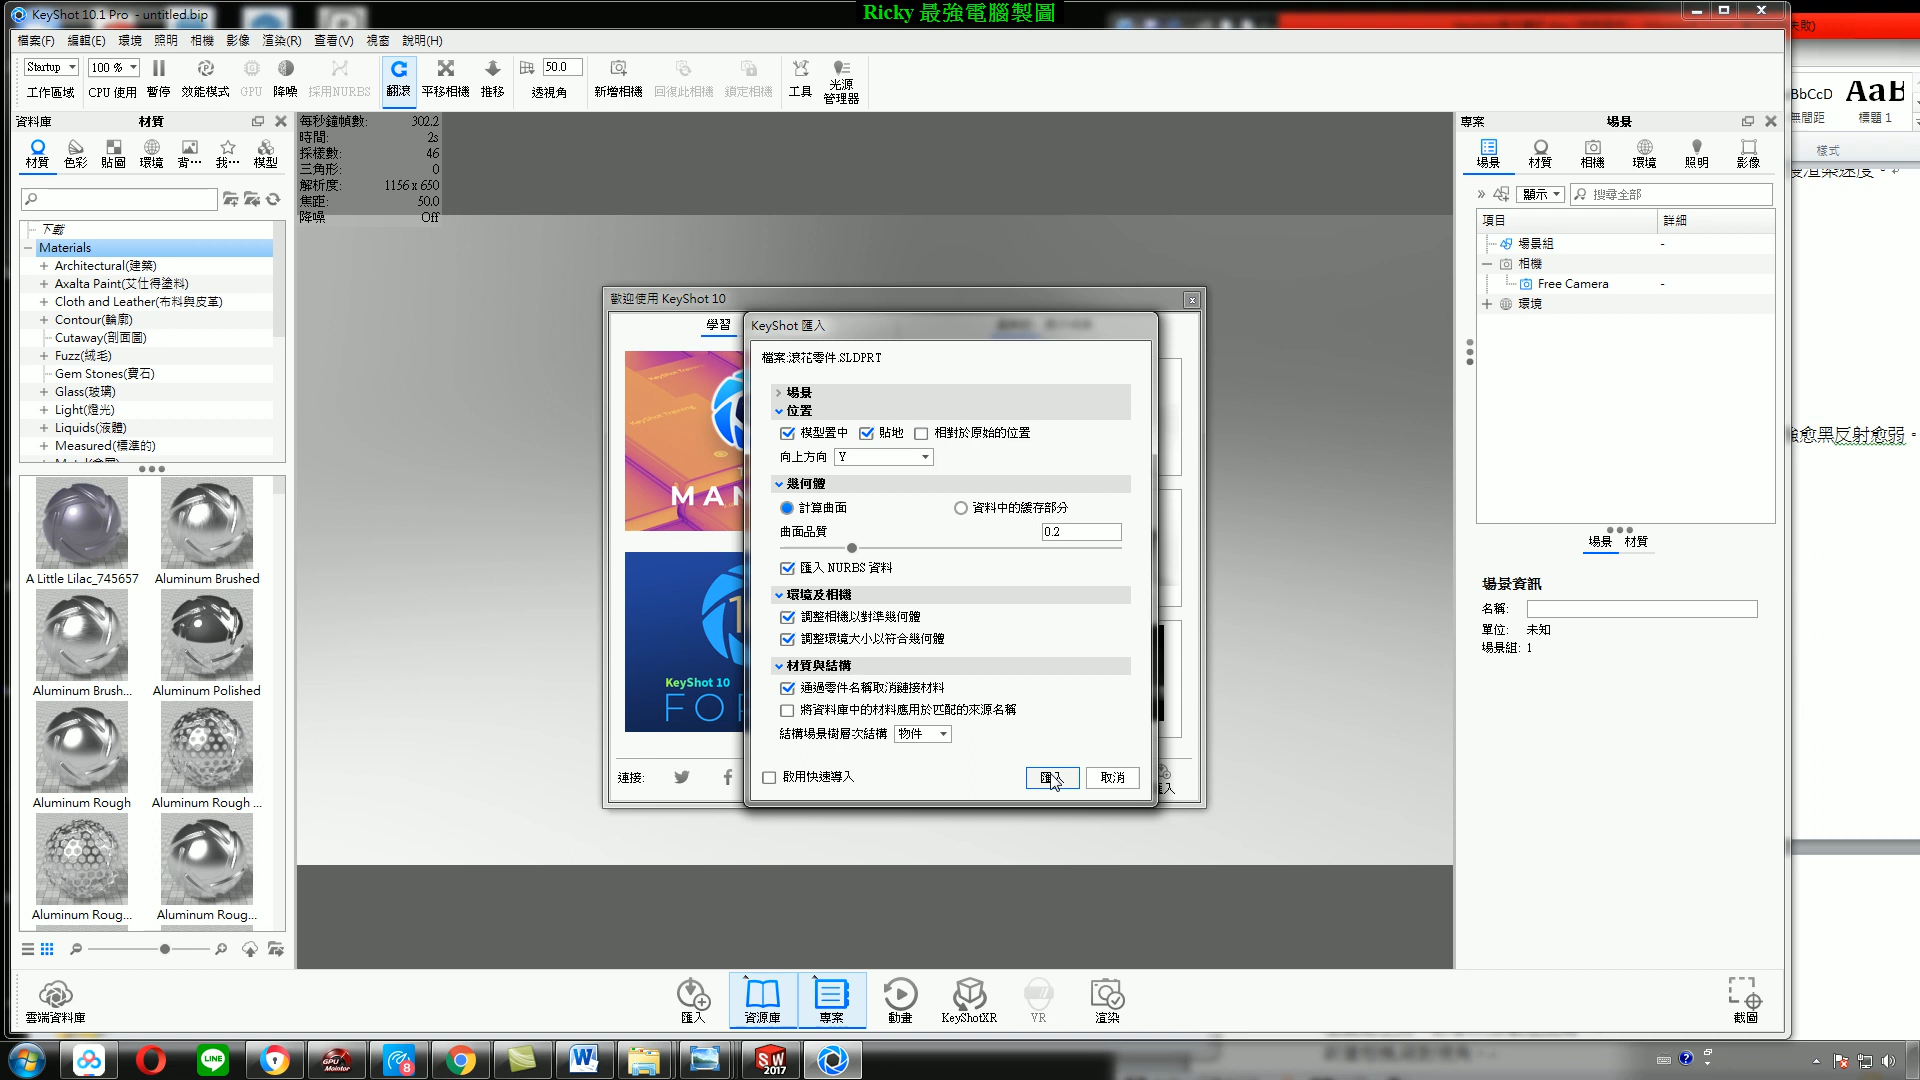 Ricky 最強電腦製圖
KeyShot 10.1 Pro - untitled.bip
檔案(F) 編輯(E) 環境 照明 相機 影像 渲染(R) 查看(V) 視窗 說明(H)
Startup 100 % 50.0
工作區域 CPU 使用 暫停 效能模式 GPU 降噪 採用NURBS 翻滾 平移相機 推移 透視角 新增相機 回復此相機 鎖定相機 工具 光源
管理器
BbCcD AaB
無間距 標題 1
樣式
資料庫 材質
材質 色彩 貼圖 環境 背⋯ 我⋯ 模型
下載
Materials
Architectural(建築)
Axalta Paint(艾仕得塗料)
Cloth and Leather(布料與皮革)
Contour(輪廓)
Cutaway(剖面圖)
Fuzz(絨毛)
Gem Stones(寶石)
Glass(玻璃)
Light(燈光)
Liquids(液體)
Measured(標準的)
A Little Lilac_745657 Aluminum Brushed
Aluminum Brush... Aluminum Polished
Aluminum Rough Aluminum Rough ...
Aluminum Roug... Aluminum Roug...
雲端資料庫
每秒鐘幀數: 302.2
時間: 2s
採樣數: 46
三角形: 0
解析度: 1156 x 650
焦距: 50.0
降噪 Off
歡迎使用 KeyShot 10
學習
KeyShot 10
連接:
KeyShot 匯入
檔案:滾花零件.SLDPRT
場景
位置
模型置中 貼地 相對於原始的位置
向上方向 Y
幾何體
計算曲面 資料中的緩存部分
曲面品質 0.2
匯入 NURBS 資料
環境及相機
調整相機以對準幾何體
調整環境大小以符合幾何體
材質與結構
通過零件名稱取消鏈接材料
將資料庫中的材料應用於匹配的來源名稱
結構場景樹層次結構 物件
啟用快速導入 匯入 取消
專案 場景
場景 材質 相機 環境 照明 影像
顯示 搜尋全部
項目 詳細
場景組 -
相機
Free Camera -
環境
場景 材質
場景資訊
名稱:
單位: 未知
場景組: 1
愈黑反射愈弱。
匯入 資源庫 專案 動畫 KeyShotXR VR 渲染 截圖